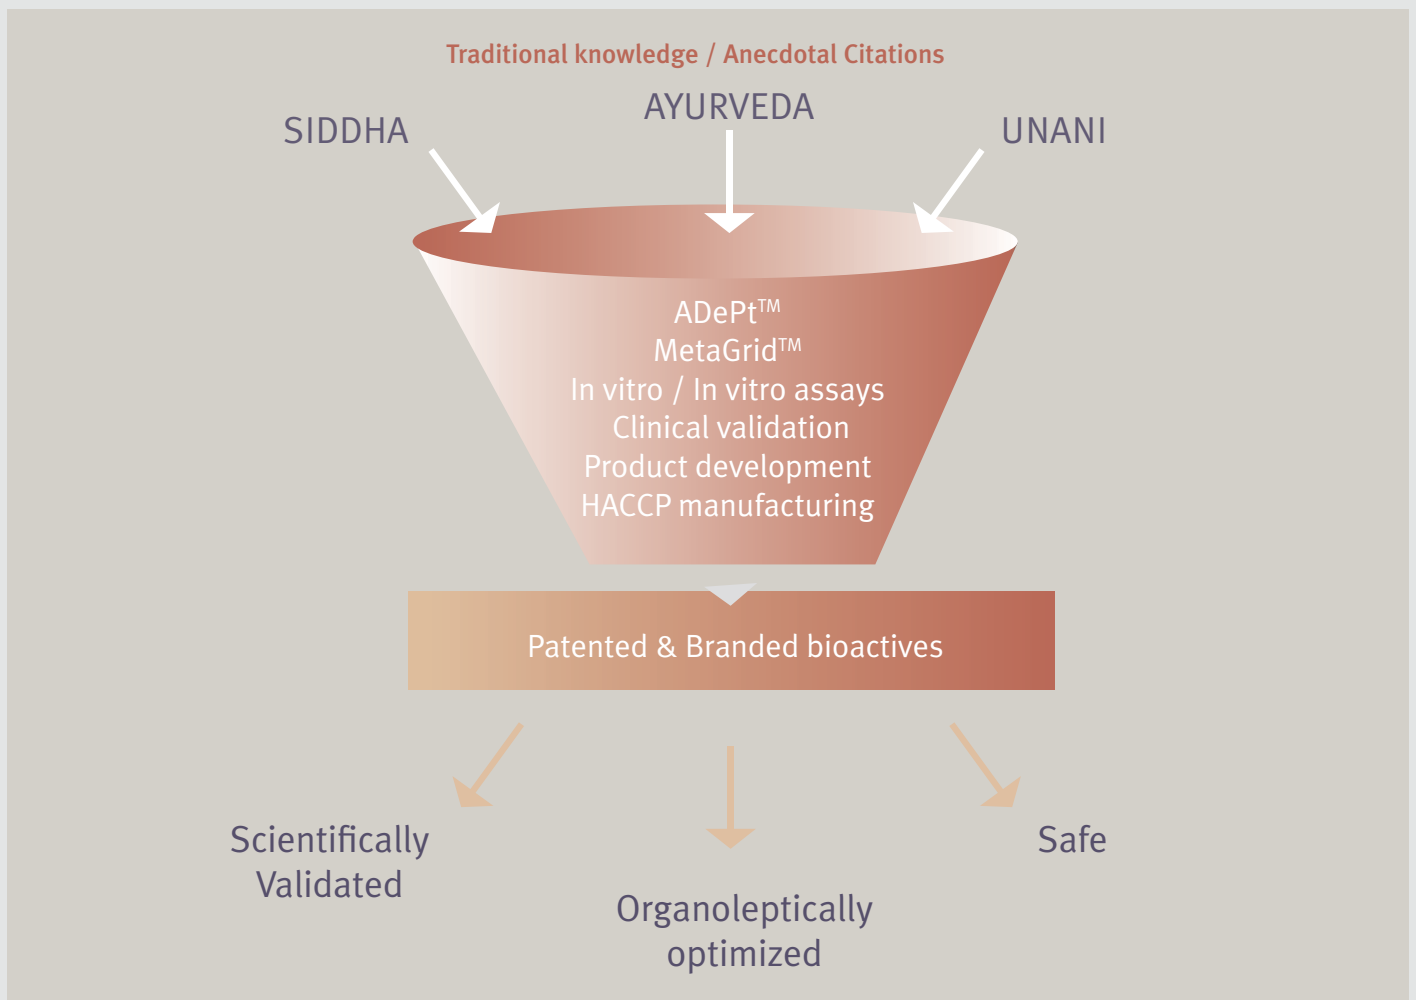 Traditional knowledge / Anecdotal Citations
SIDDHA
AYURVEDA
UNANI
ADePt™
MetaGrid™
In vitro / In vitro assays
Clinical validation
Product development
HACCP manufacturing
Patented & Branded bioactives
Scientifically
Validated
Organoleptically
optimized
Safe